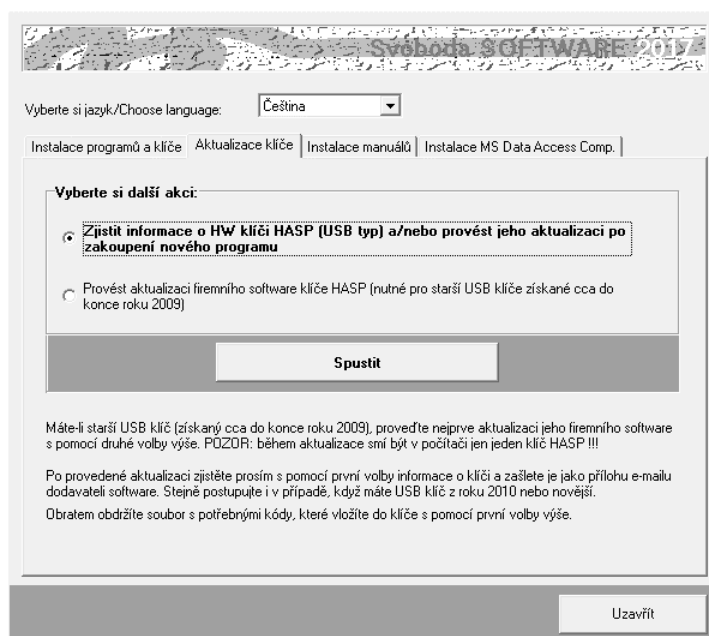 Svoboda SOFTWARE 2017
Vyberte si jazyk/Choose language: Čeština
Instalace programů a klíče Aktualizace klíče Instalace manuálů Instalace MS Data Access Comp.
Vyberte si další akci:
Zjistit informace o HW klíči HASP (USB typ) a/nebo provést jeho aktualizaci po
zakoupení nového programu
Provést aktualizaci firemního software klíče HASP (nutné pro starší USB klíče získané cca do
konce roku 2009)
Spustit
Máte-li starší USB klíč (získaný cca do konce roku 2009), proveďte nejprve aktualizaci jeho firemního software
s pomocí druhé volby výše. POZOR: během aktualizace smí být v počítači jen jeden klíč HASP !!!
Po provedené aktualizaci zjistěte prosím s pomocí první volby informace o klíči a zašlete je jako přílohu e-mailu
dodavateli software. Stejně postupujte i v případě, když máte USB klíč z roku 2010 nebo novější.
Obratem obdržíte soubor s potřebnými kódy, které vložíte do klíče s pomocí první volby výše.
Uzavřít